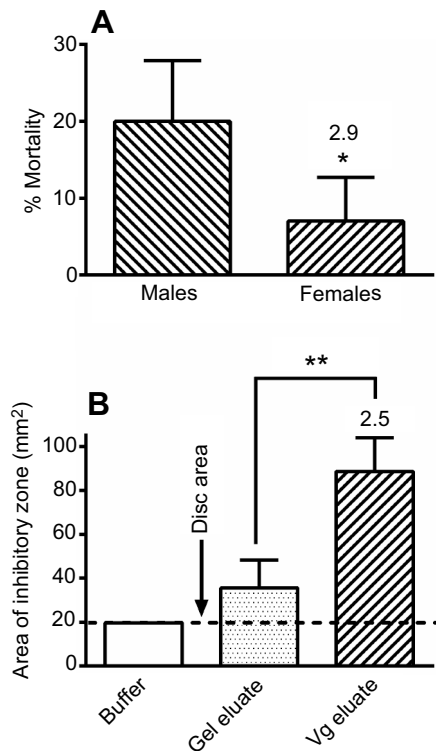 A
30
20
10
0
% Mortality
2.9
*
Males
Females
B
**
2.5
100
80
60
40
20
0
Area of inhibitory zone (mm²)
Disc area
Buffer
Gel eluate
Vg eluate